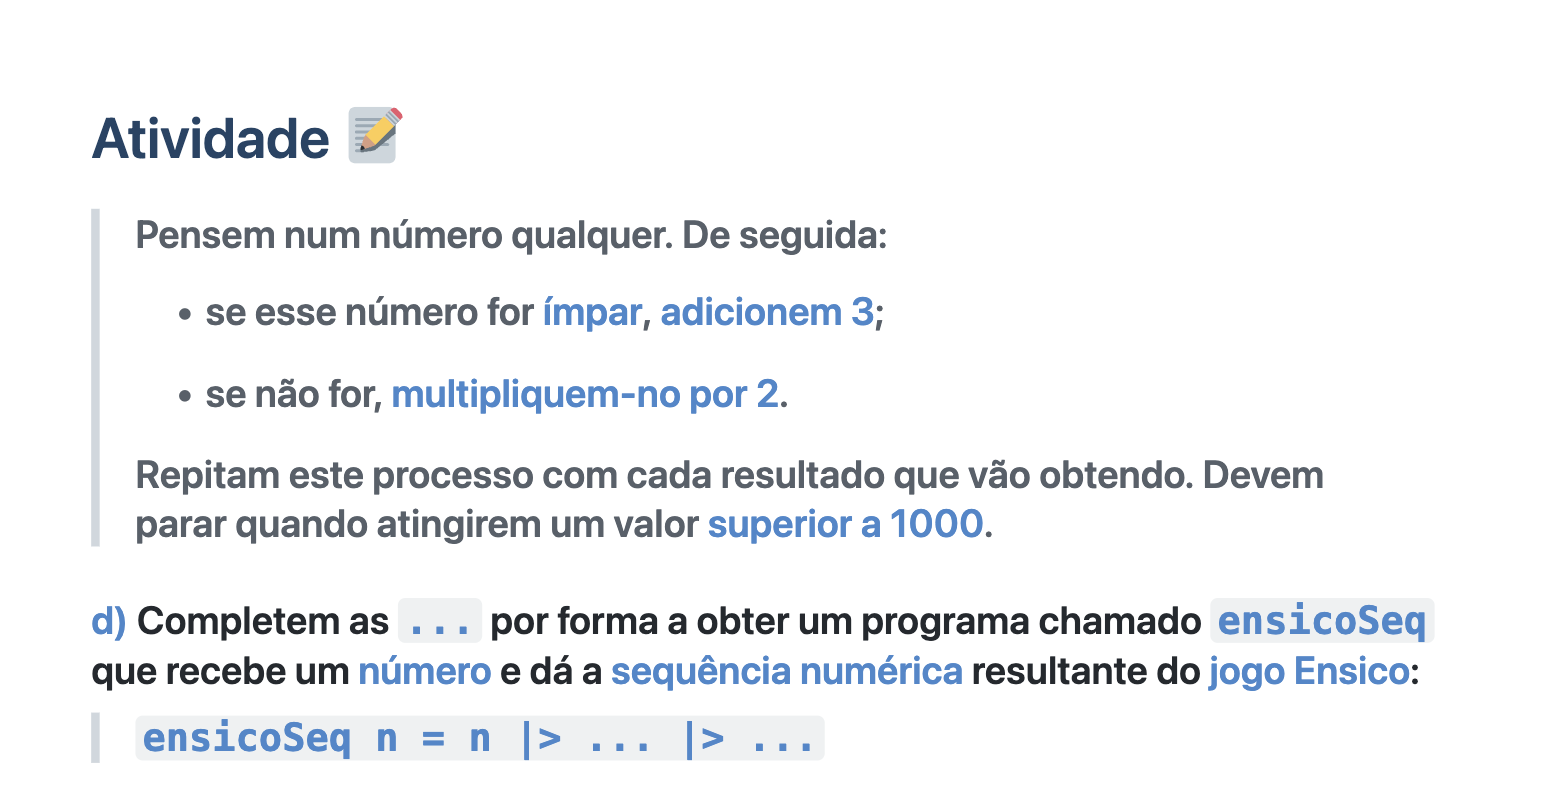 Atividade 📝
Pensem num número qualquer. De seguida:
• se esse número for ímpar, adicionem 3;
• se não for, multipliquem-no por 2.
Repitam este processo com cada resultado que vão obtendo. Devem
parar quando atingirem um valor superior a 1000.
d) Completem as ... por forma a obter um programa chamado ensicoSeq
que recebe um número e dá a sequência numérica resultante do jogo Ensico:
ensicoSeq n = n |> ... |> ...